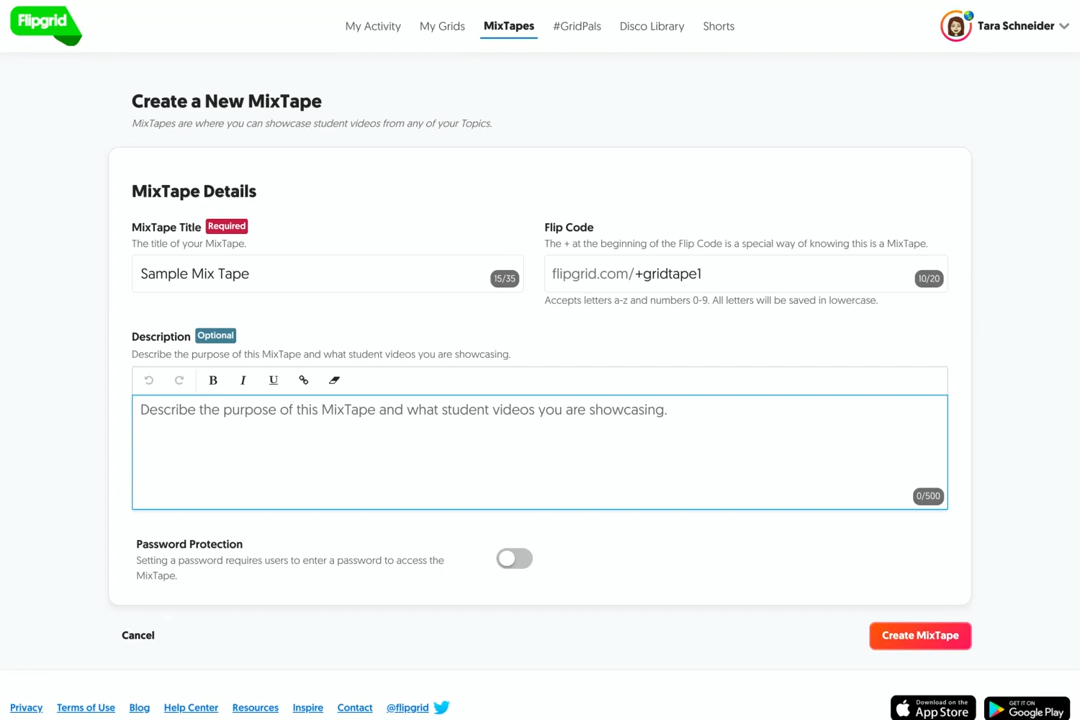 Flipgrid
My Activity
My Grids
MixTapes
#GridPals
Disco Library
Shorts
Tara Schneider
Create a New MixTape
MixTapes are where you can showcase student videos from any of your Topics.
MixTape Details
MixTape Title Required
The title of your MixTape.
Sample Mix Tape
15/35
Flip Code
The + at the beginning of the Flip Code is a special way of knowing this is a MixTape.
flipgrid.com/+gridtape1
10/20
Accepts letters a-z and numbers 0-9. All letters will be saved in lowercase.
Description Optional
Describe the purpose of this MixTape and what student videos you are showcasing.
B I U
Describe the purpose of this MixTape and what student videos you are showcasing.
0/500
Password Protection
Setting a password requires users to enter a password to access the
MixTape.
Cancel
Create MixTape
Privacy
Terms of Use
Blog
Help Center
Resources
Inspire
Contact
@flipgrid
Download on the
App Store
GET IT ON
Google Play